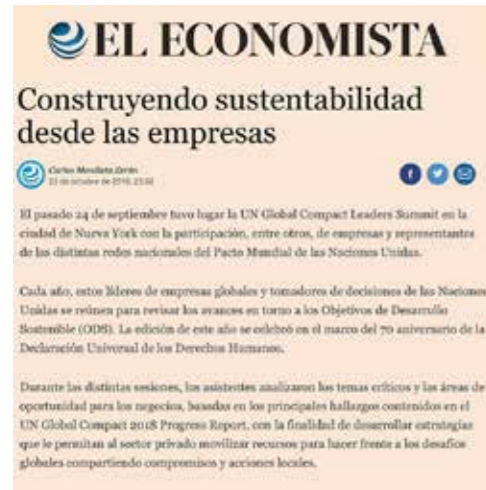 EL ECONOMISTA
Construyendo sustentabilidad
desde las empresas
Carlos
de octubre de 2018,
El pasado 24 de septiembre tuvo lugar la UN Global Compact Leaders Summit en la
ciudad de Nueva York con la participación, entre otros, de empresas y representantes
de las distintas redes nacionales del Pacto Mundial de las Naciones Unidas.
Cada año, estos líderes de empresas globales y tomadores de decisiones de las Naciones
Unidas se reúnen para revisar los avances en torno a los Objetivos de Desarrollo
Sostenible (ODS). La edición de este año se celebró en el marco del 70 aniversario de la
Declaración Universal de los Derechos Humanos.
Durante las distintas sesiones, los asistentes analizaron los temas críticos y las áreas de
oportunidad para los negocios, basadas en los principales hallazgos contenidos en el
UN Global Compact 2018 Progress Report, con la finalidad de desarrollar estrategias
que le permitan al sector privado movilizar recursos para hacer frente a los desafíos
globales compartiendo compromisos y acciones locales.